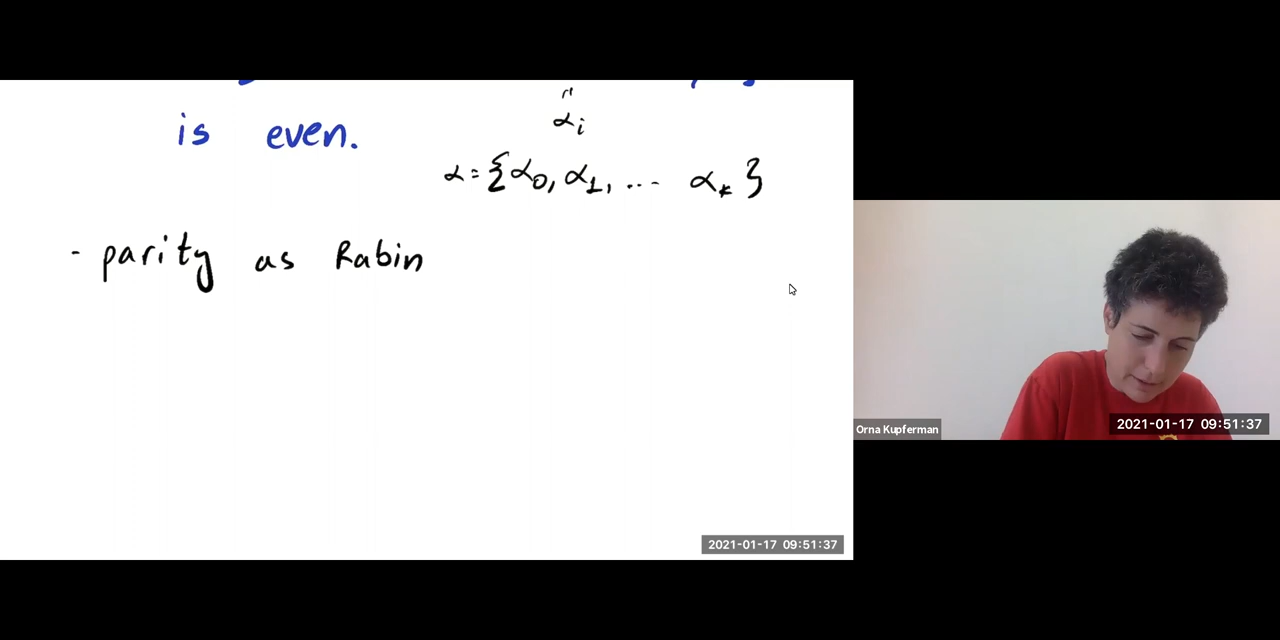 αᵢ
is even.
α = {α₀, α₁, ... αₖ}
- parity as Rabin
Orna Kupferman
2021-01-17 09:51:37
2021-01-17 09:51:37